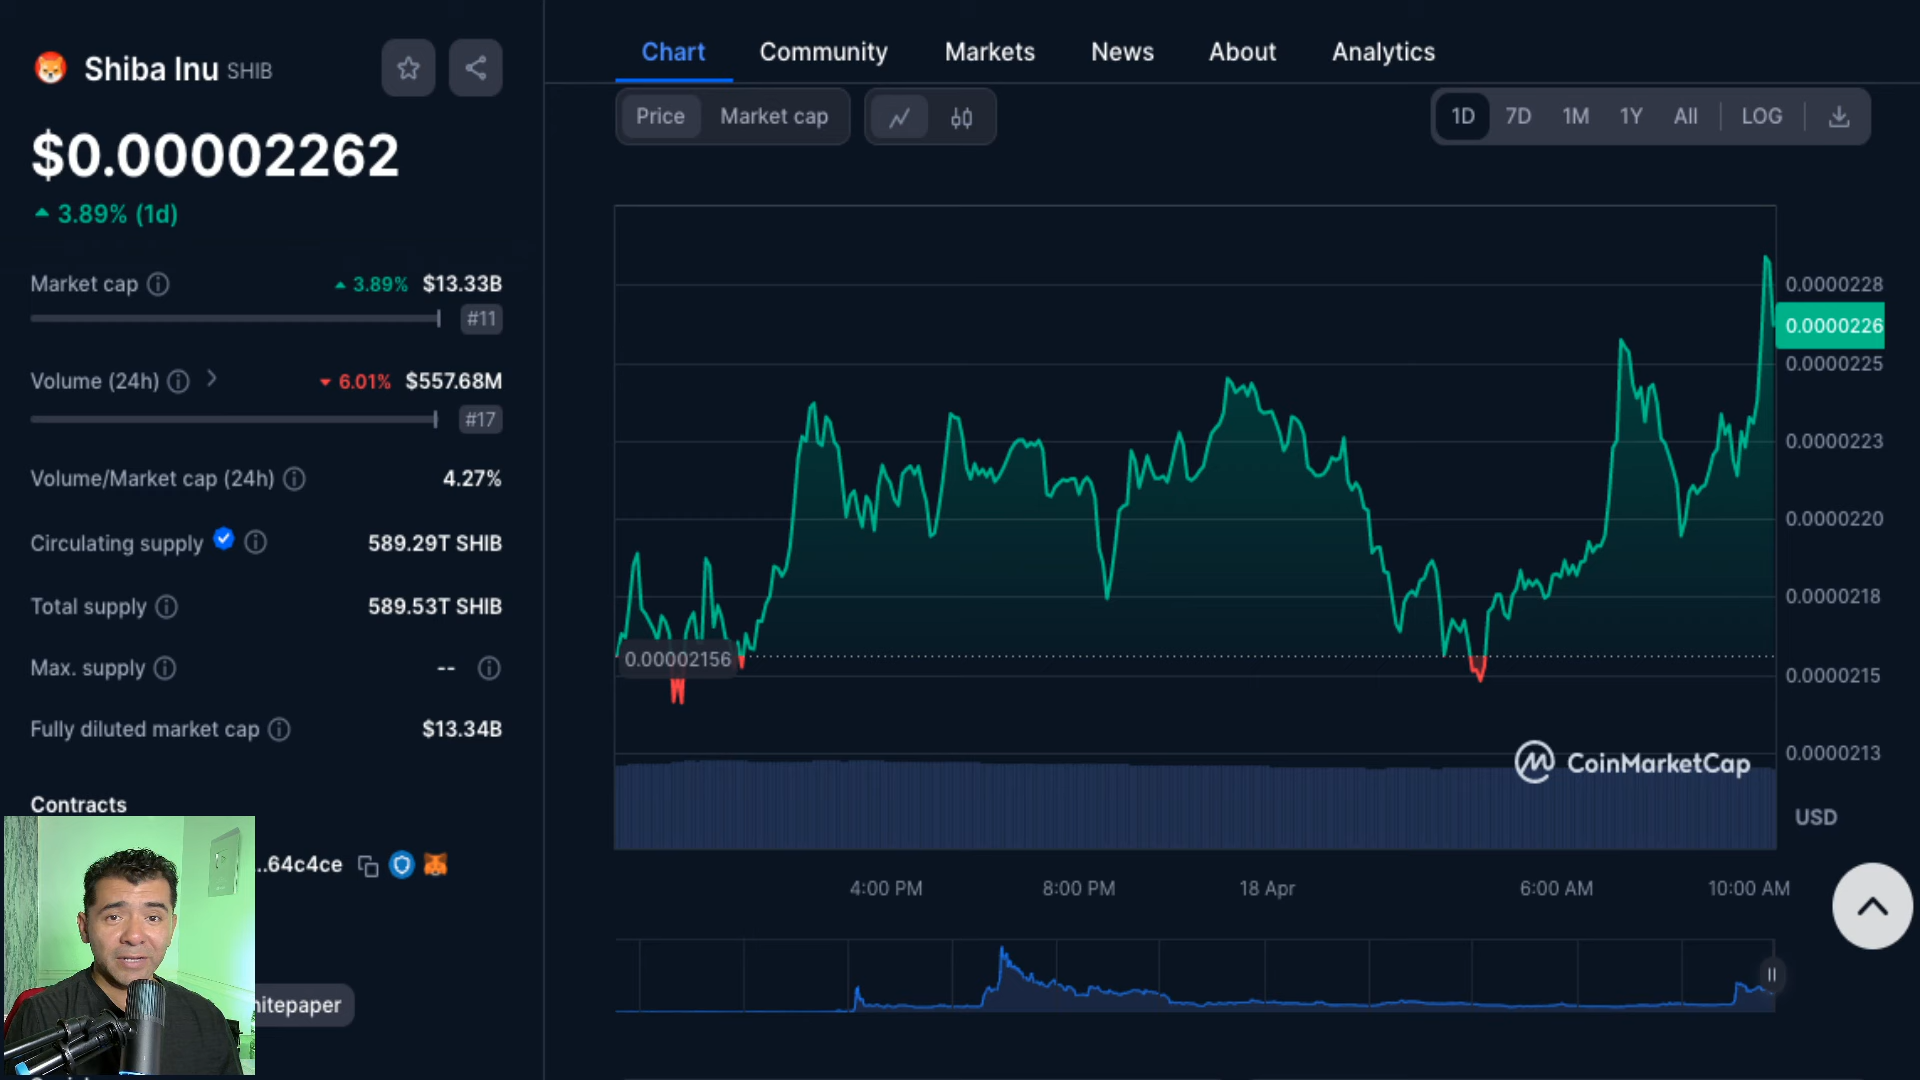 Shiba Inu SHIB
$0.00002262
3.89% (1d)
Market cap 3.89% $13.33B
#11
Volume (24h) 6.01% $557.68M
#17
Volume/Market cap (24h) 4.27%
Circulating supply 589.29T SHIB
Total supply 589.53T SHIB
Max. supply --
Fully diluted market cap $13.34B
Contracts
...64c4ce
hitepaper
Chart Community Markets News About Analytics
Price Market cap
1D 7D 1M 1Y All LOG
0.0000228
0.0000226
0.0000225
0.0000223
0.0000220
0.0000218
0.00002156
0.0000215
0.0000213
CoinMarketCap
USD
4:00 PM 8:00 PM 18 Apr 6:00 AM 10:00 AM